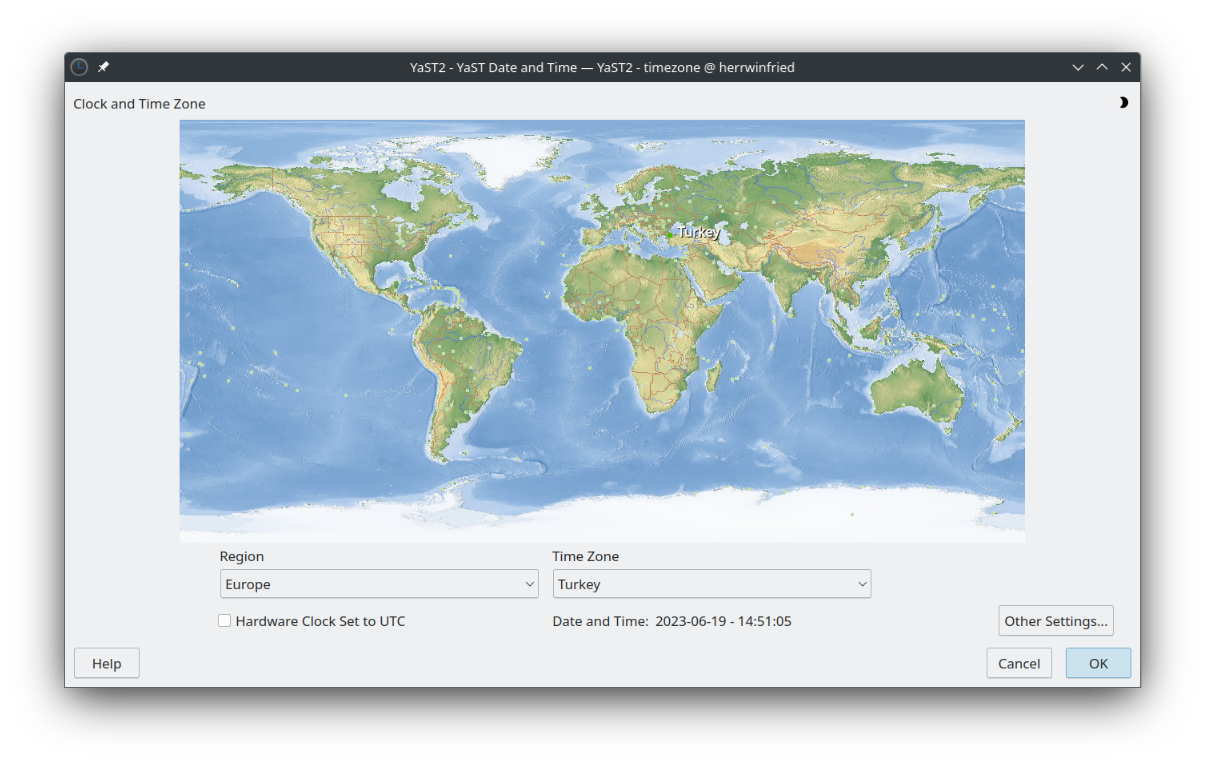 YaST2 - YaST Date and Time — YaST2 - timezone @ herrwinfried
Clock and Time Zone
Turkey
Region
Time Zone
Europe
Turkey
Hardware Clock Set to UTC
Date and Time: 2023-06-19 - 14:51:05
Other Settings...
Help
Cancel
OK